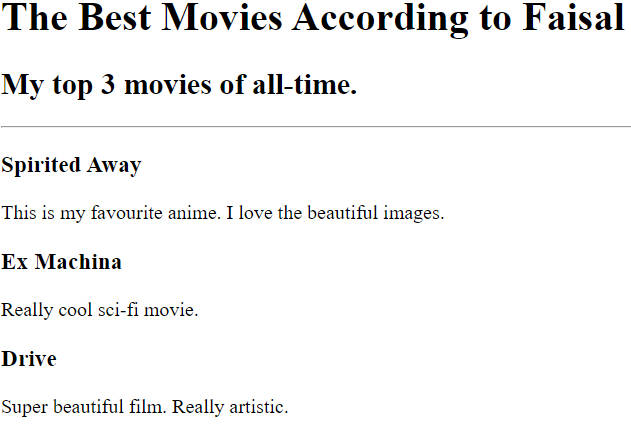 The Best Movies According to Faisal
My top 3 movies of all-time.
Spirited Away
This is my favourite anime. I love the beautiful images.
Ex Machina
Really cool sci-fi movie.
Drive
Super beautiful film. Really artistic.